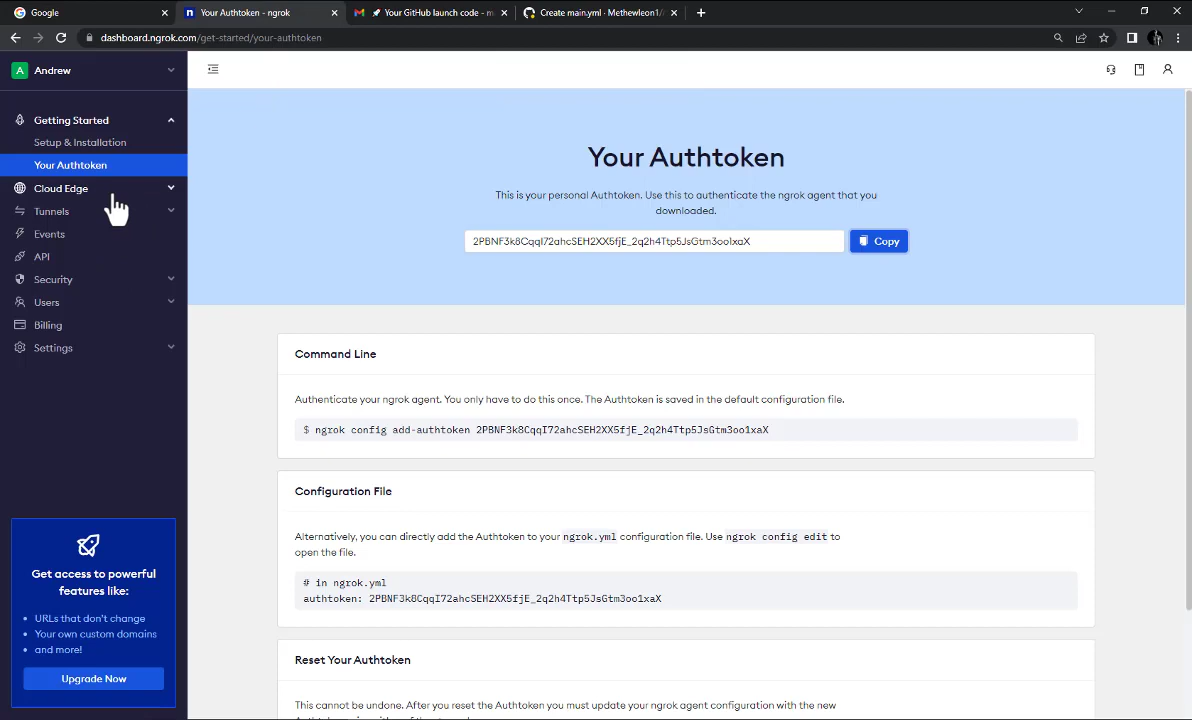 Google
Your Authtoken - ngrok
🚀 Your GitHub launch code - m
Create main.yml · Methewleon1/
dashboard.ngrok.com/get-started/your-authtoken
A Andrew
Getting Started
Setup & Installation
Your Authtoken
Cloud Edge
Tunnels
Events
API
Security
Users
Billing
Settings
Get access to powerful
features like:
• URLs that don't change
• Your own custom domains
• and more!
Upgrade Now
Your Authtoken
This is your personal Authtoken. Use this to authenticate the ngrok agent that you
downloaded.
2PBNF3k8CqqI72ahcSEH2XX5fjE_2q2h4Ttp5JsGtm3oo1xaX
Copy
Command Line
Authenticate your ngrok agent. You only have to do this once. The Authtoken is saved in the default configuration file.
$ ngrok config add-authtoken 2PBNF3k8CqqI72ahcSEH2XX5fjE_2q2h4Ttp5JsGtm3oo1xaX
Configuration File
Alternatively, you can directly add the Authtoken to your ngrok.yml configuration file. Use ngrok config edit to
open the file.
# in ngrok.yml
authtoken: 2PBNF3k8CqqI72ahcSEH2XX5fjE_2q2h4Ttp5JsGtm3oo1xaX
Reset Your Authtoken
This cannot be undone. After you reset the Authtoken you must update your ngrok agent configuration with the new